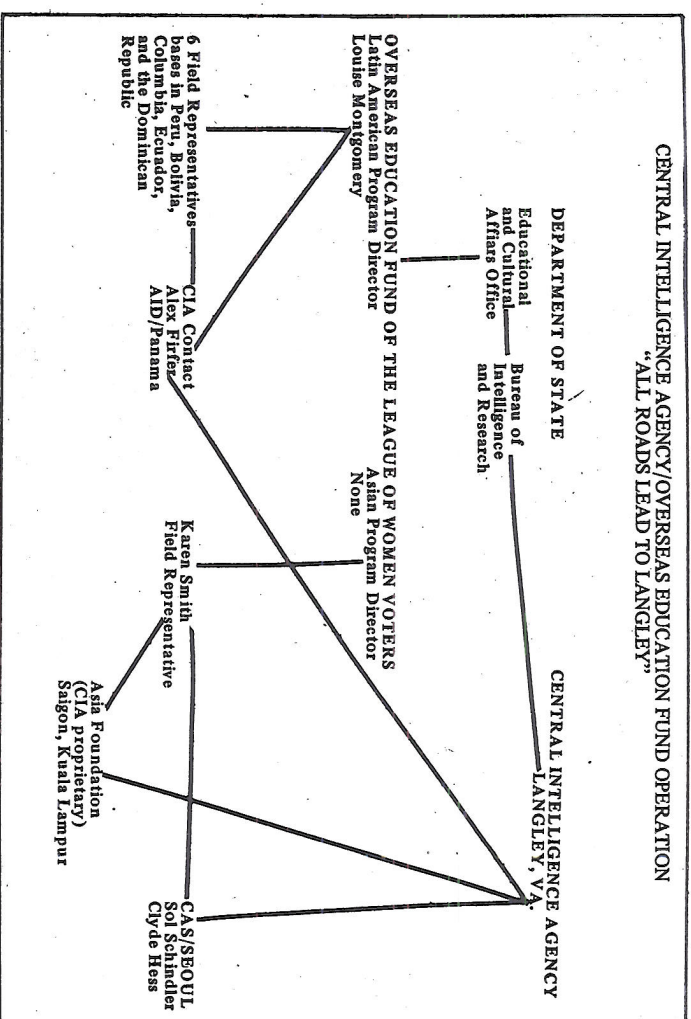 CENTRAL INTELLIGENCE AGENCY/OVERSEAS EDUCATION FUND OPERATION
"ALL ROADS LEAD TO LANGLEY"
DEPARTMENT OF STATE
Educational
and Cultural
Affiars Office
Bureau of
Intelligence
and Research
CENTRAL INTELLIGENCE AGENCY
LANGLEY, VA.
OVERSEAS EDUCATION FUND OF THE LEAGUE OF WOMEN VOTERS
Latin American Program Director
Louise Montgomery
Asian Program Director
None
6 Field Representatives
bases in Peru, Bolivia,
Columbia, Ecuador,
and the Dominican
Republic
CIA Contact
Alex Firfer
AID/Panama
Karen Smith
Field Representative
CAS/SEOUL
Sol Schindler
Clyde Hess
Asia Foundation
(CIA proprietary)
Saigon, Kuala Lampur